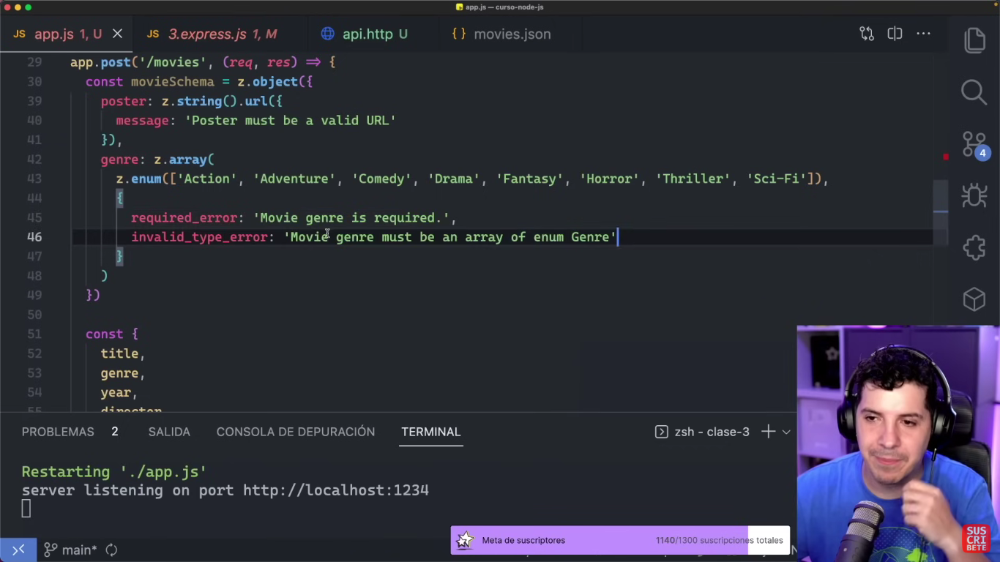 app.js — curso-node-js
JS app.js 1, U
JS 3.express.js 1, M
api.http U
{} movies.json
29 app.post('/movies', (req, res) => {
30 const movieSchema = z.object({
39 poster: z.string().url({
40 message: 'Poster must be a valid URL'
41 }),
42 genre: z.array(
43 z.enum(['Action', 'Adventure', 'Comedy', 'Drama', 'Fantasy', 'Horror', 'Thriller', 'Sci-Fi']),
44 {
45 required_error: 'Movie genre is required.',
46 invalid_type_error: 'Movie genre must be an array of enum Genre'
47 }
48 )
49 })
50
51 const {
52 title,
53 genre,
54 year,
55 director
4
PROBLEMAS 2 SALIDA CONSOLA DE DEPURACIÓN TERMINAL
zsh - clase-3
Restarting './app.js'
server listening on port http://localhost:1234
Meta de suscriptores 1140/1300 suscripciones totales
main*
SUS
CRI
BETE